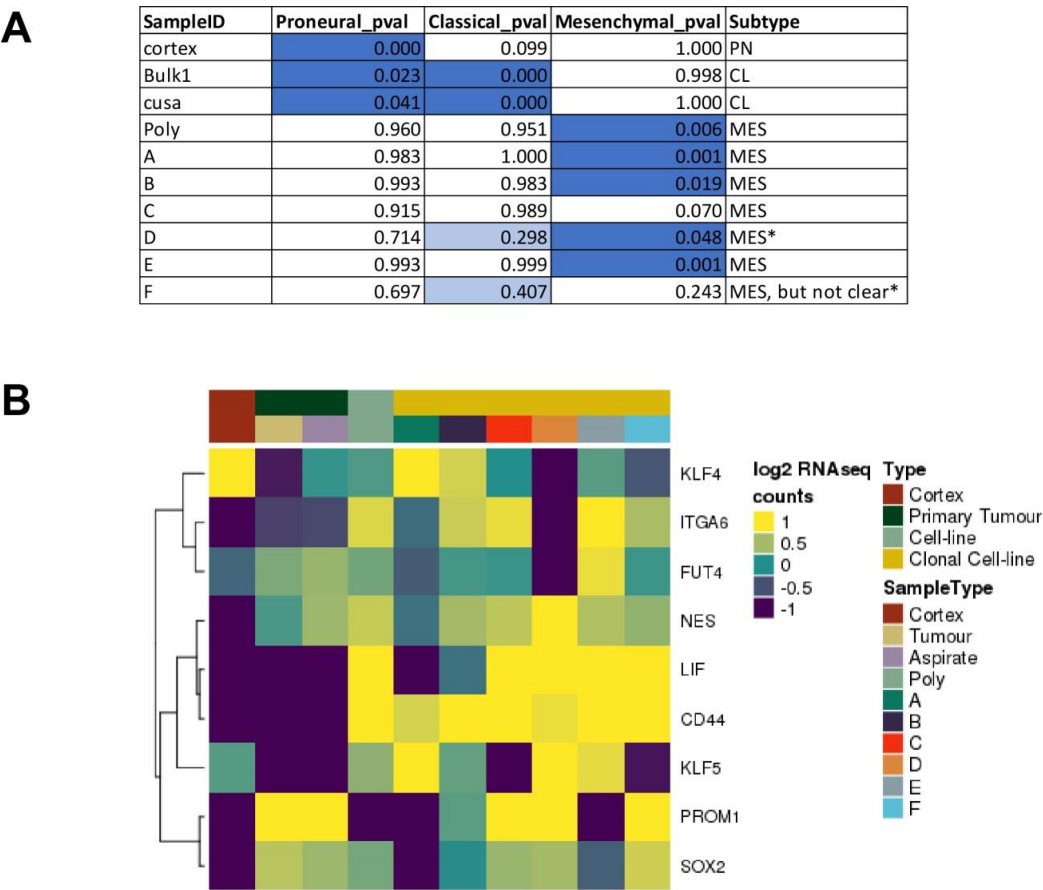 A
SampleID Proneural_pval Classical_pval Mesenchymal_pval Subtype
cortex 0.000 0.099 1.000 PN
Bulk1 0.023 0.000 0.998 CL
cusa 0.041 0.000 1.000 CL
Poly 0.960 0.951 0.006 MES
A 0.983 1.000 0.001 MES
B 0.993 0.983 0.019 MES
C 0.915 0.989 0.070 MES
D 0.714 0.298 0.048 MES*
E 0.993 0.999 0.001 MES
F 0.697 0.407 0.243 MES, but not clear*
B
KLF4
ITGA6
FUT4
NES
LIF
CD44
KLF5
PROM1
SOX2
log2 RNAseq
counts
1
0.5
0
-0.5
-1
Type
Cortex
Primary Tumour
Cell-line
Clonal Cell-line
SampleType
Cortex
Tumour
Aspirate
Poly
A
B
C
D
E
F